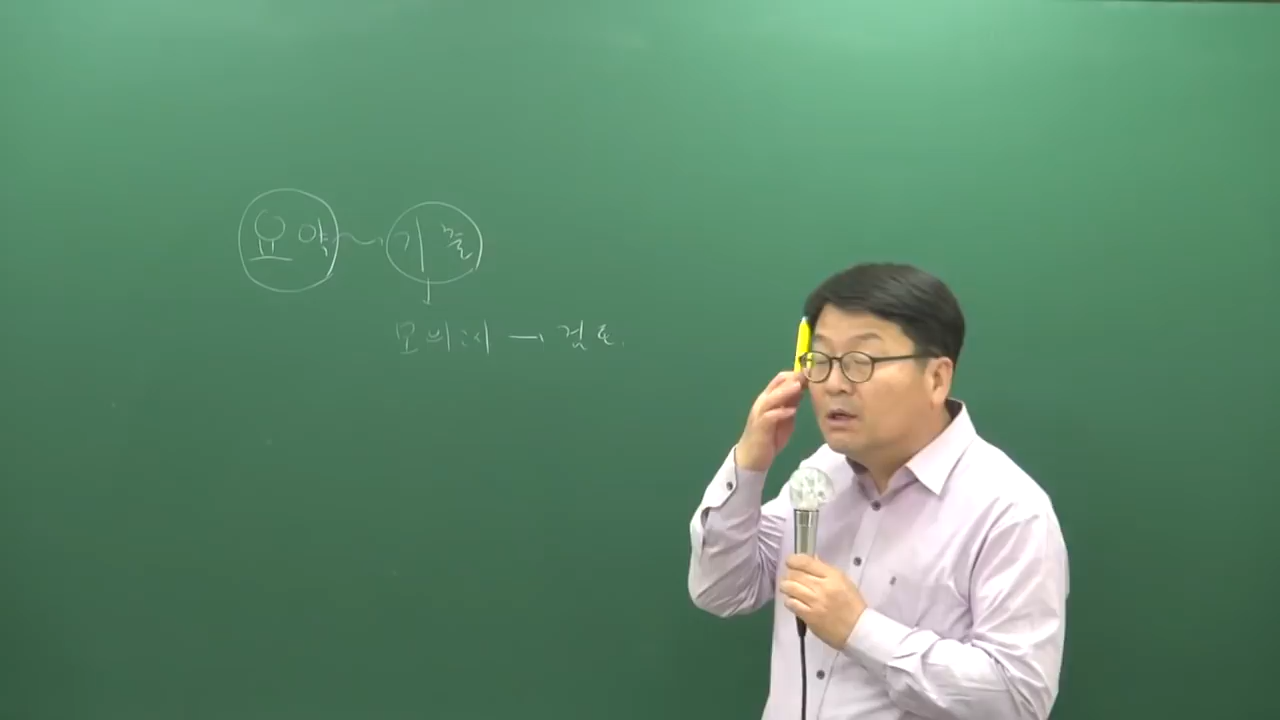 요약 ~ 기출
↓
모의고사 → 검토.